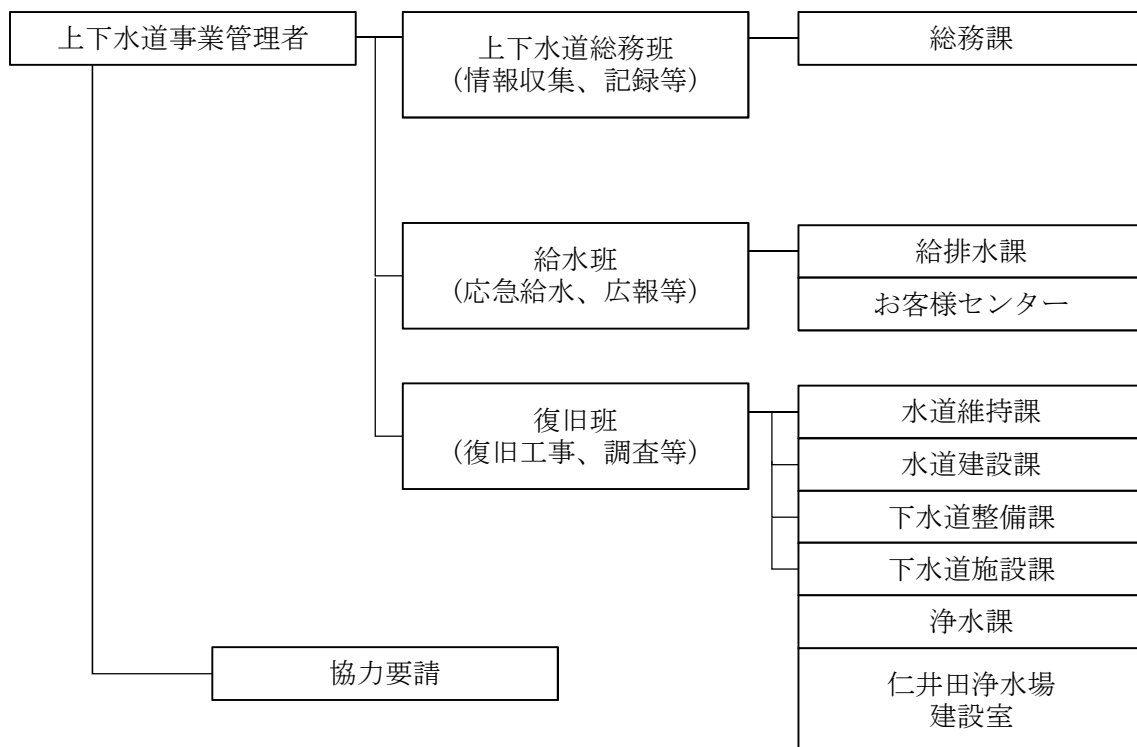 上下水道事業管理者
上下水道総務班
(情報収集、記録等)
総務課
給水班
(応急給水、広報等)
給排水課
お客様センター
復旧班
(復旧工事、調査等)
水道維持課
水道建設課
下水道整備課
下水道施設課
浄水課
仁井田浄水場
建設室
協力要請